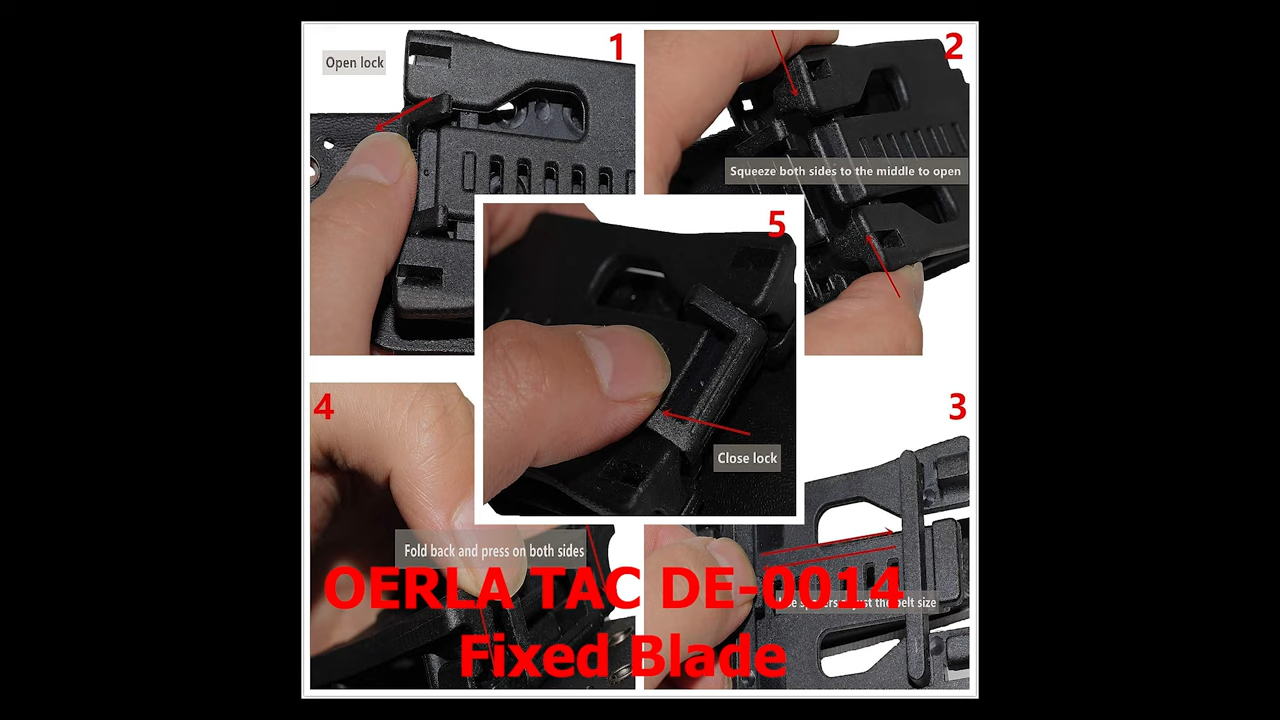 1
Open lock
2
Squeeze both sides to the middle to open
5
Close lock
4
Fold back and press on both sides
3
the belt size
OERLA TAC DE-0014
Fixed Blade